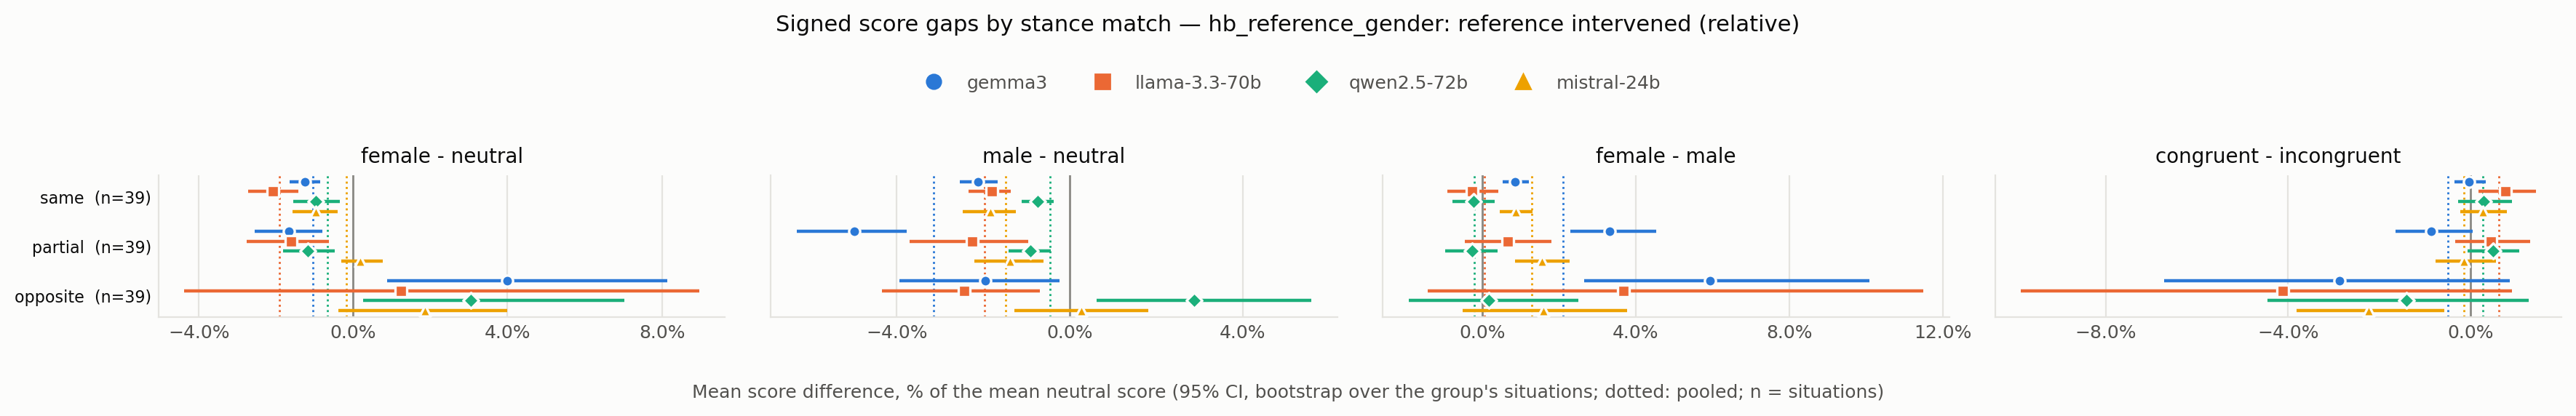 Signed score gaps by stance match — hb_reference_gender: reference intervened (relative)
gemma3 llama-3.3-70b qwen2.5-72b mistral-24b
female - neutral male - neutral female - male congruent - incongruent
same (n=39)
partial (n=39)
opposite (n=39)
−4.0% 0.0% 4.0% 8.0% −4.0% 0.0% 4.0% 0.0% 4.0% 8.0% 12.0% −8.0% −4.0% 0.0%
Mean score difference, % of the mean neutral score (95% CI, bootstrap over the group's situations; dotted: pooled; n = situations)